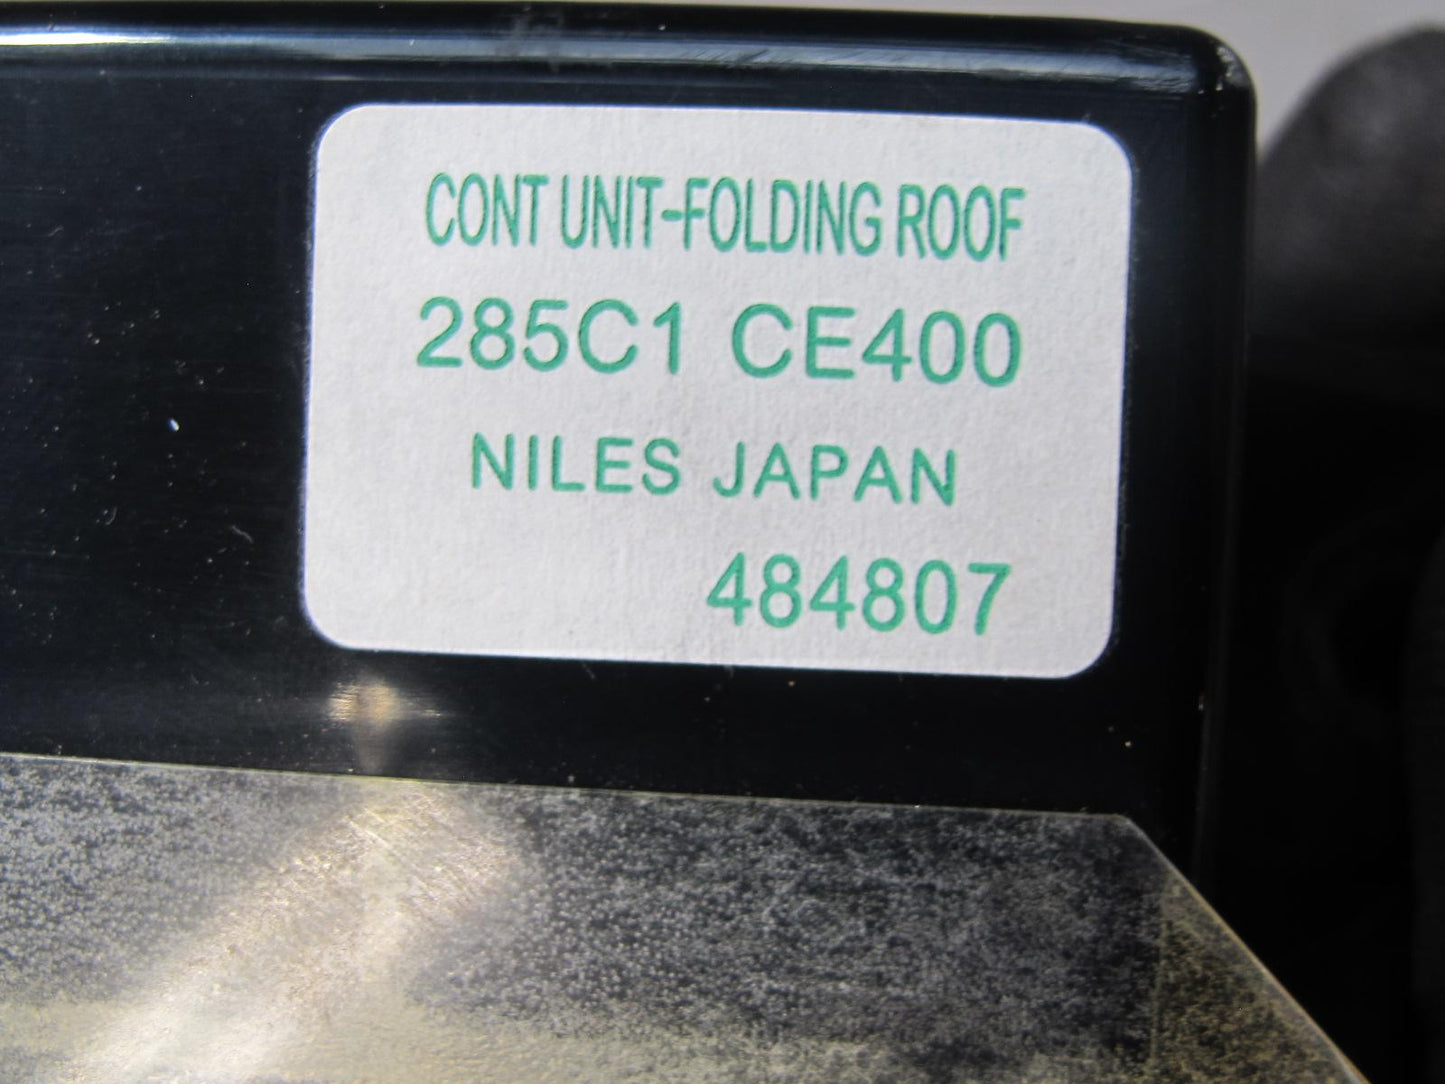 CONT UNIT-FOLDING ROOF
285C1 CE400
NILES JAPAN
484807